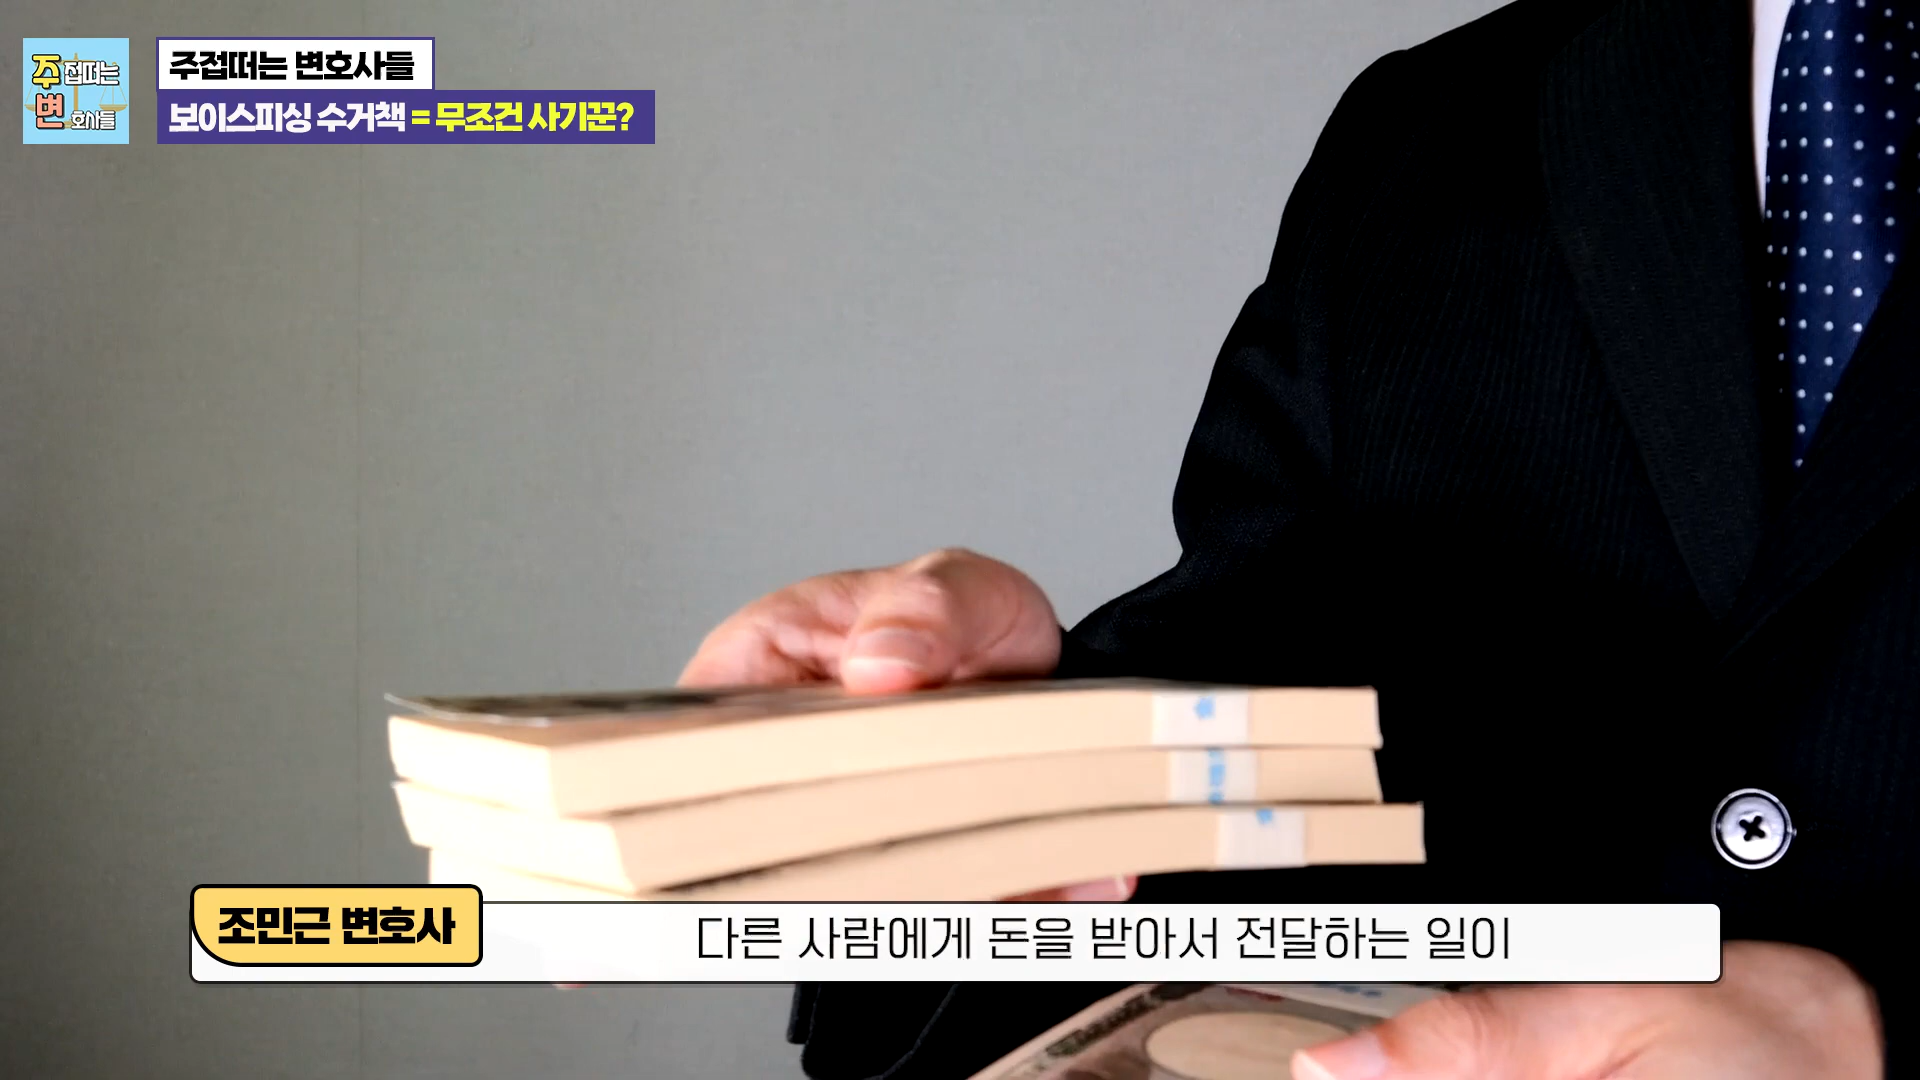 주접떠는
변호사들
주접떠는 변호사들
보이스피싱 수거책 = 무조건 사기꾼?
조민근 변호사
다른 사람에게 돈을 받아서 전달하는 일이